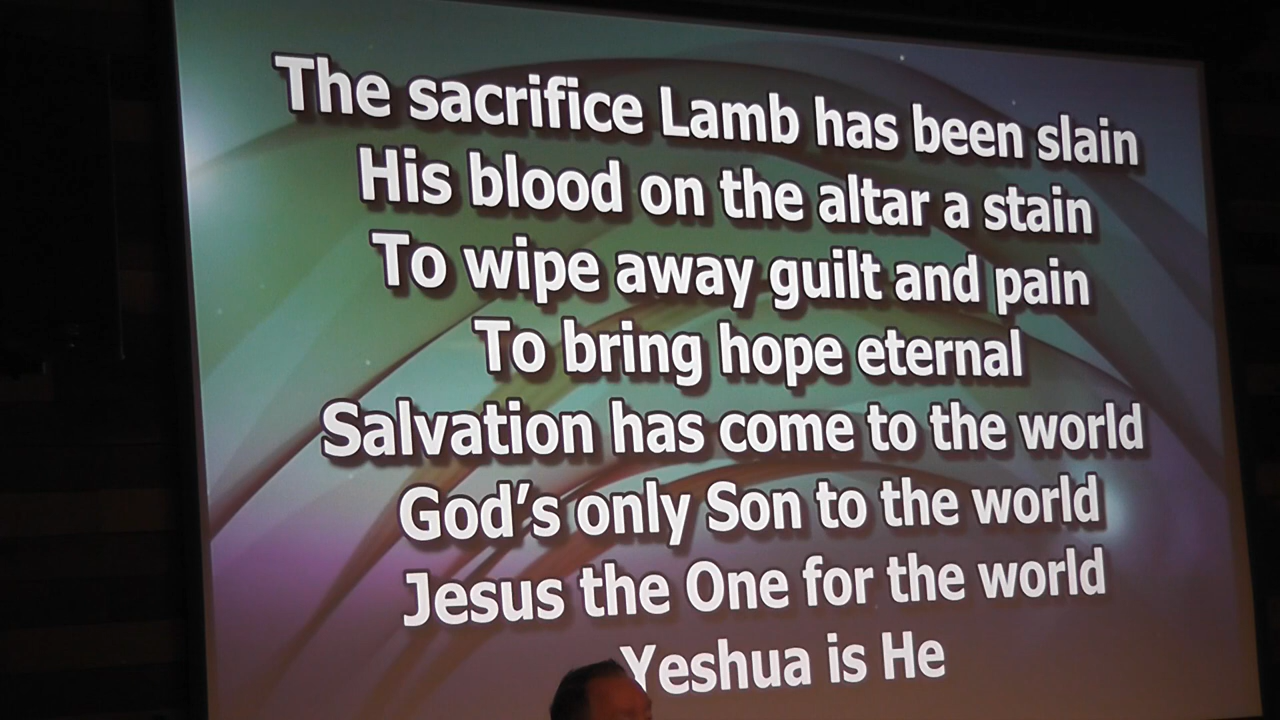 The sacrifice Lamb has been slain
His blood on the altar a stain
To wipe away guilt and pain
To bring hope eternal
Salvation has come to the world
God’s only Son to the world
Jesus the One for the world
Yeshua is He